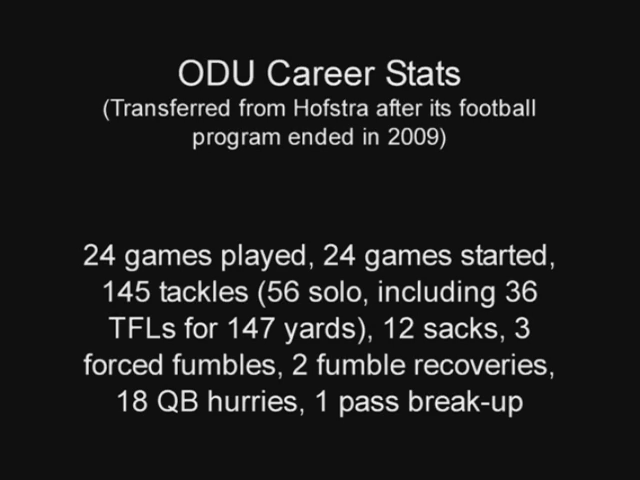 ODU Career Stats
(Transferred from Hofstra after its football
program ended in 2009)
24 games played, 24 games started,
145 tackles (56 solo, including 36
TFLs for 147 yards), 12 sacks, 3
forced fumbles, 2 fumble recoveries,
18 QB hurries, 1 pass break-up